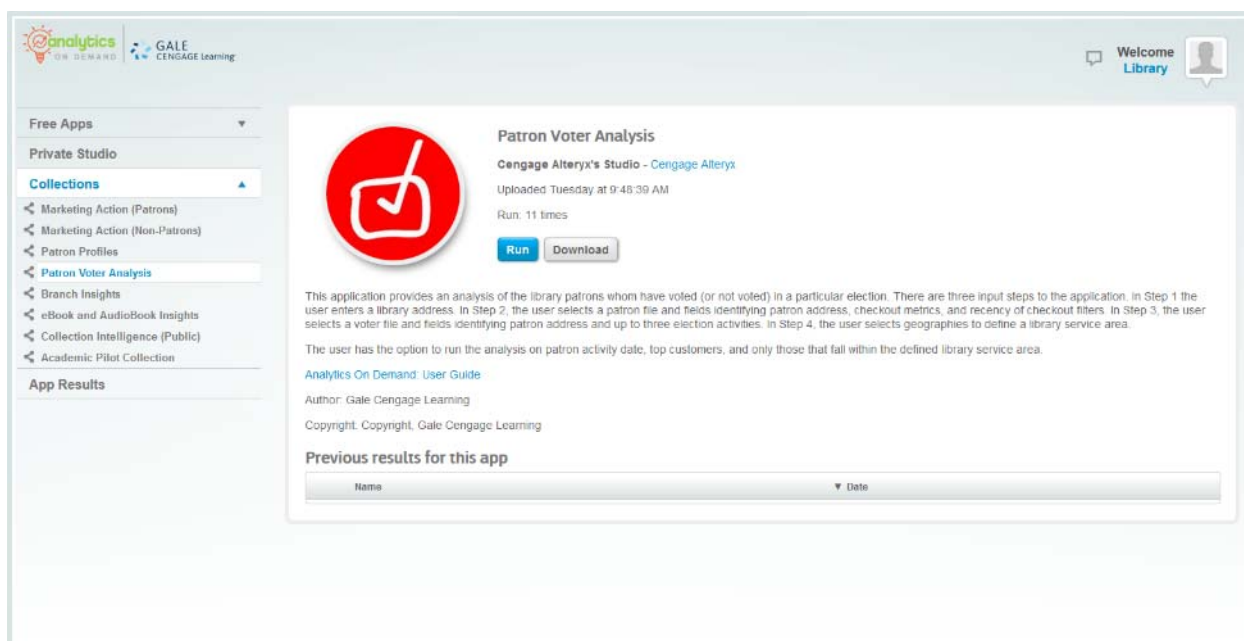 analytics
ON DEMAND
GALE
CENGAGE Learning
Welcome
Library
Free Apps
Private Studio
Collections
Marketing Action (Patrons)
Marketing Action (Non-Patrons)
Patron Profiles
Patron Voter Analysis
Branch Insights
eBook and AudioBook Insights
Collection Intelligence (Public)
Academic Pilot Collection
App Results
Patron Voter Analysis
Cengage Alteryx's Studio - Cengage Alteryx
Uploaded Tuesday at 9:48:39 AM
Run: 11 times
Run Download
This application provides an analysis of the library patrons whom have voted (or not voted) in a particular election. There are three input steps to the application. In Step 1 the
user enters a library address. In Step 2, the user selects a patron file and fields identifying patron address, checkout metrics, and recency of checkout filters. In Step 3, the user
selects a voter file and fields identifying patron address and up to three election activities. In Step 4, the user selects geographies to define a library service area.
The user has the option to run the analysis on patron activity date, top customers, and only those that fall within the defined library service area.
Analytics On Demand: User Guide
Author: Gale Cengage Learning
Copyright: Copyright, Gale Cengage Learning
Previous results for this app
Name Date